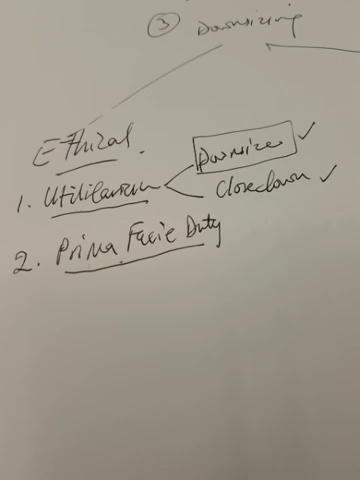 ③ Downsizing
Ethical.
1. Utilitarian
Downsize ✓
Closedown ✓
2. Prima Facie Duty